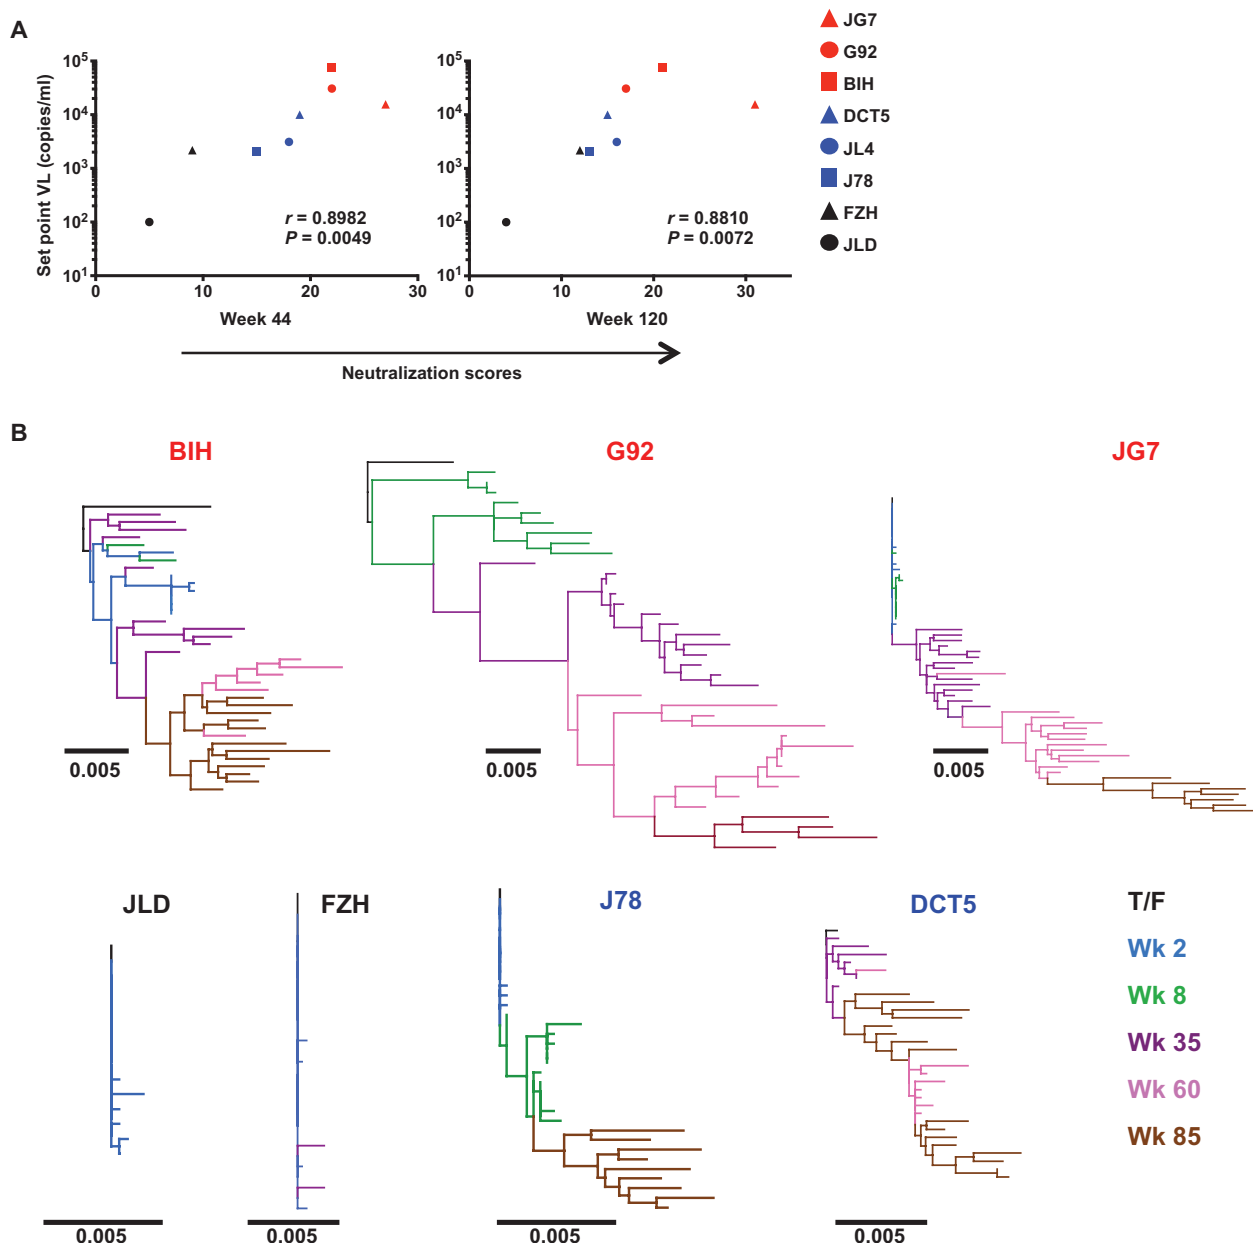 A
JG7
G92
BIH
DCT5
JL4
J78
FZH
JLD
Set point VL (copies/ml)
10^5
10^4
10^3
10^2
10^1
r = 0.8982
P = 0.0049
0 10 20 30
Week 44
10^5
10^4
10^3
10^2
10^1
r = 0.8810
P = 0.0072
0 10 20 30
Week 120
Neutralization scores
B
BIH
G92
JG7
0.005
0.005
0.005
JLD
FZH
J78
DCT5
T/F
Wk 2
Wk 8
Wk 35
Wk 60
Wk 85
0.005
0.005
0.005
0.005